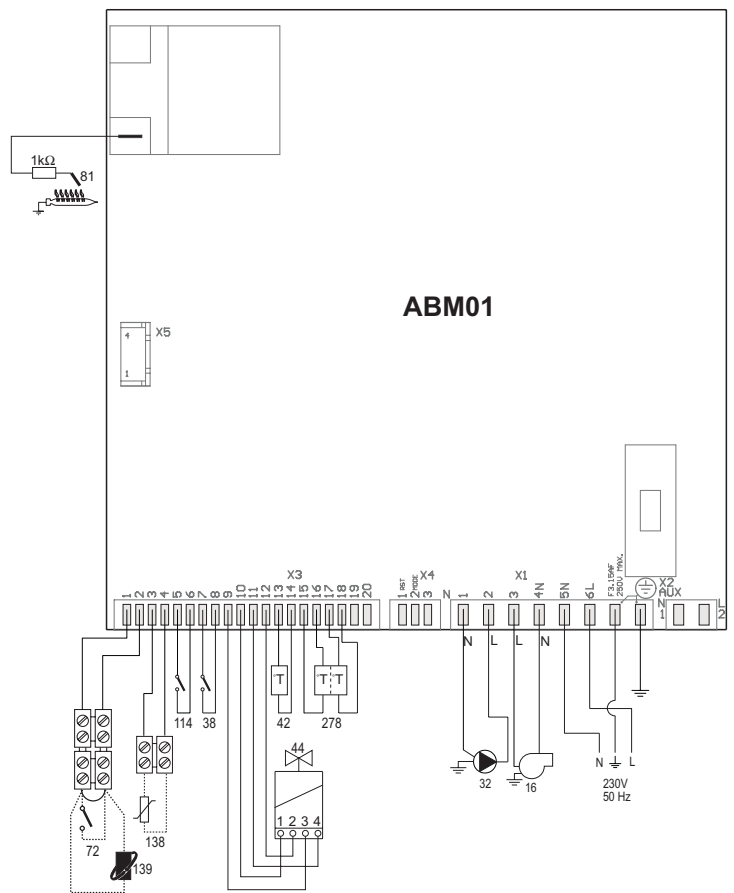 1kΩ
81
ABM01
X5
4
1
X3
1 2 3 4 5 6 7 8 9 10 11 12 13 14 15 16 17 18 19 20
X4
1 RST
2 MODE
3
X1
N 1 2 3 4N 5N 6L
F3.15AF
250V MAX.
X2
AUX
N L
1 2
N L L N
114 38 42 278
44
1 2 3 4
32 16
N L
230V
50 Hz
72 138
139
°T °T °T